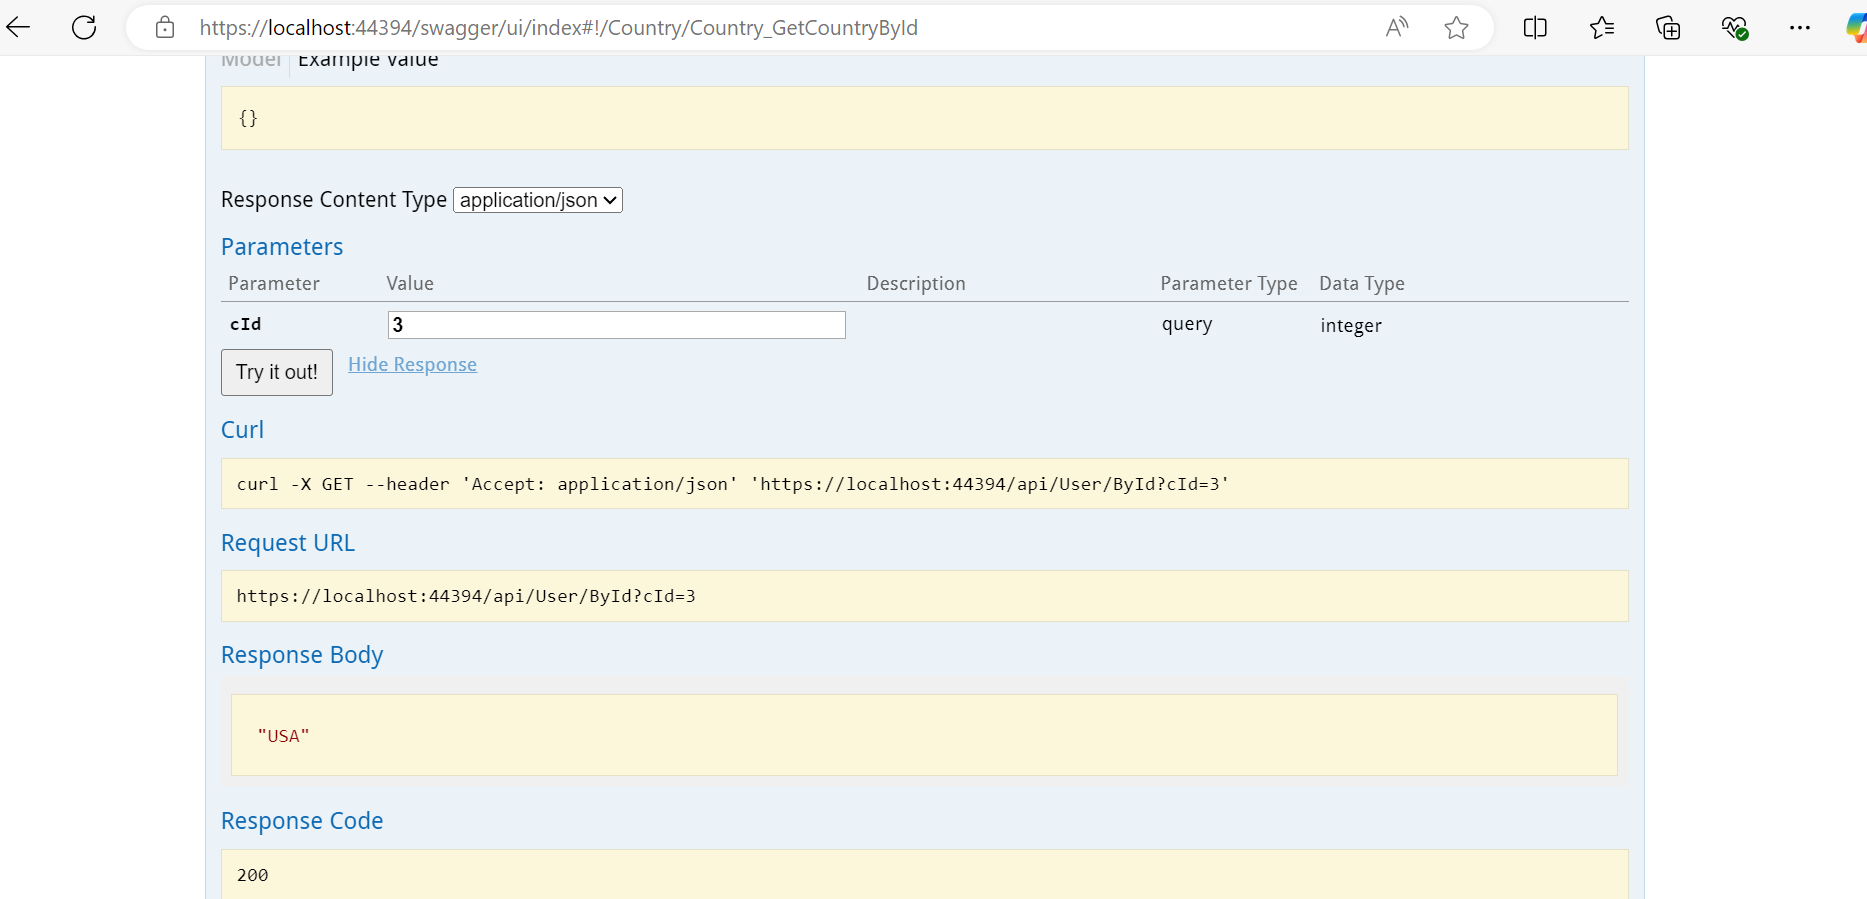 https://localhost:44394/swagger/ui/index#!/Country/Country_GetCountryById
Model Example Value
{}
Response Content Type application/json
Parameters
Parameter Value Description Parameter Type Data Type
cId 3 query integer
Try it out! Hide Response
Curl
curl -X GET --header 'Accept: application/json' 'https://localhost:44394/api/User/ById?cId=3'
Request URL
https://localhost:44394/api/User/ById?cId=3
Response Body
"USA"
Response Code
200